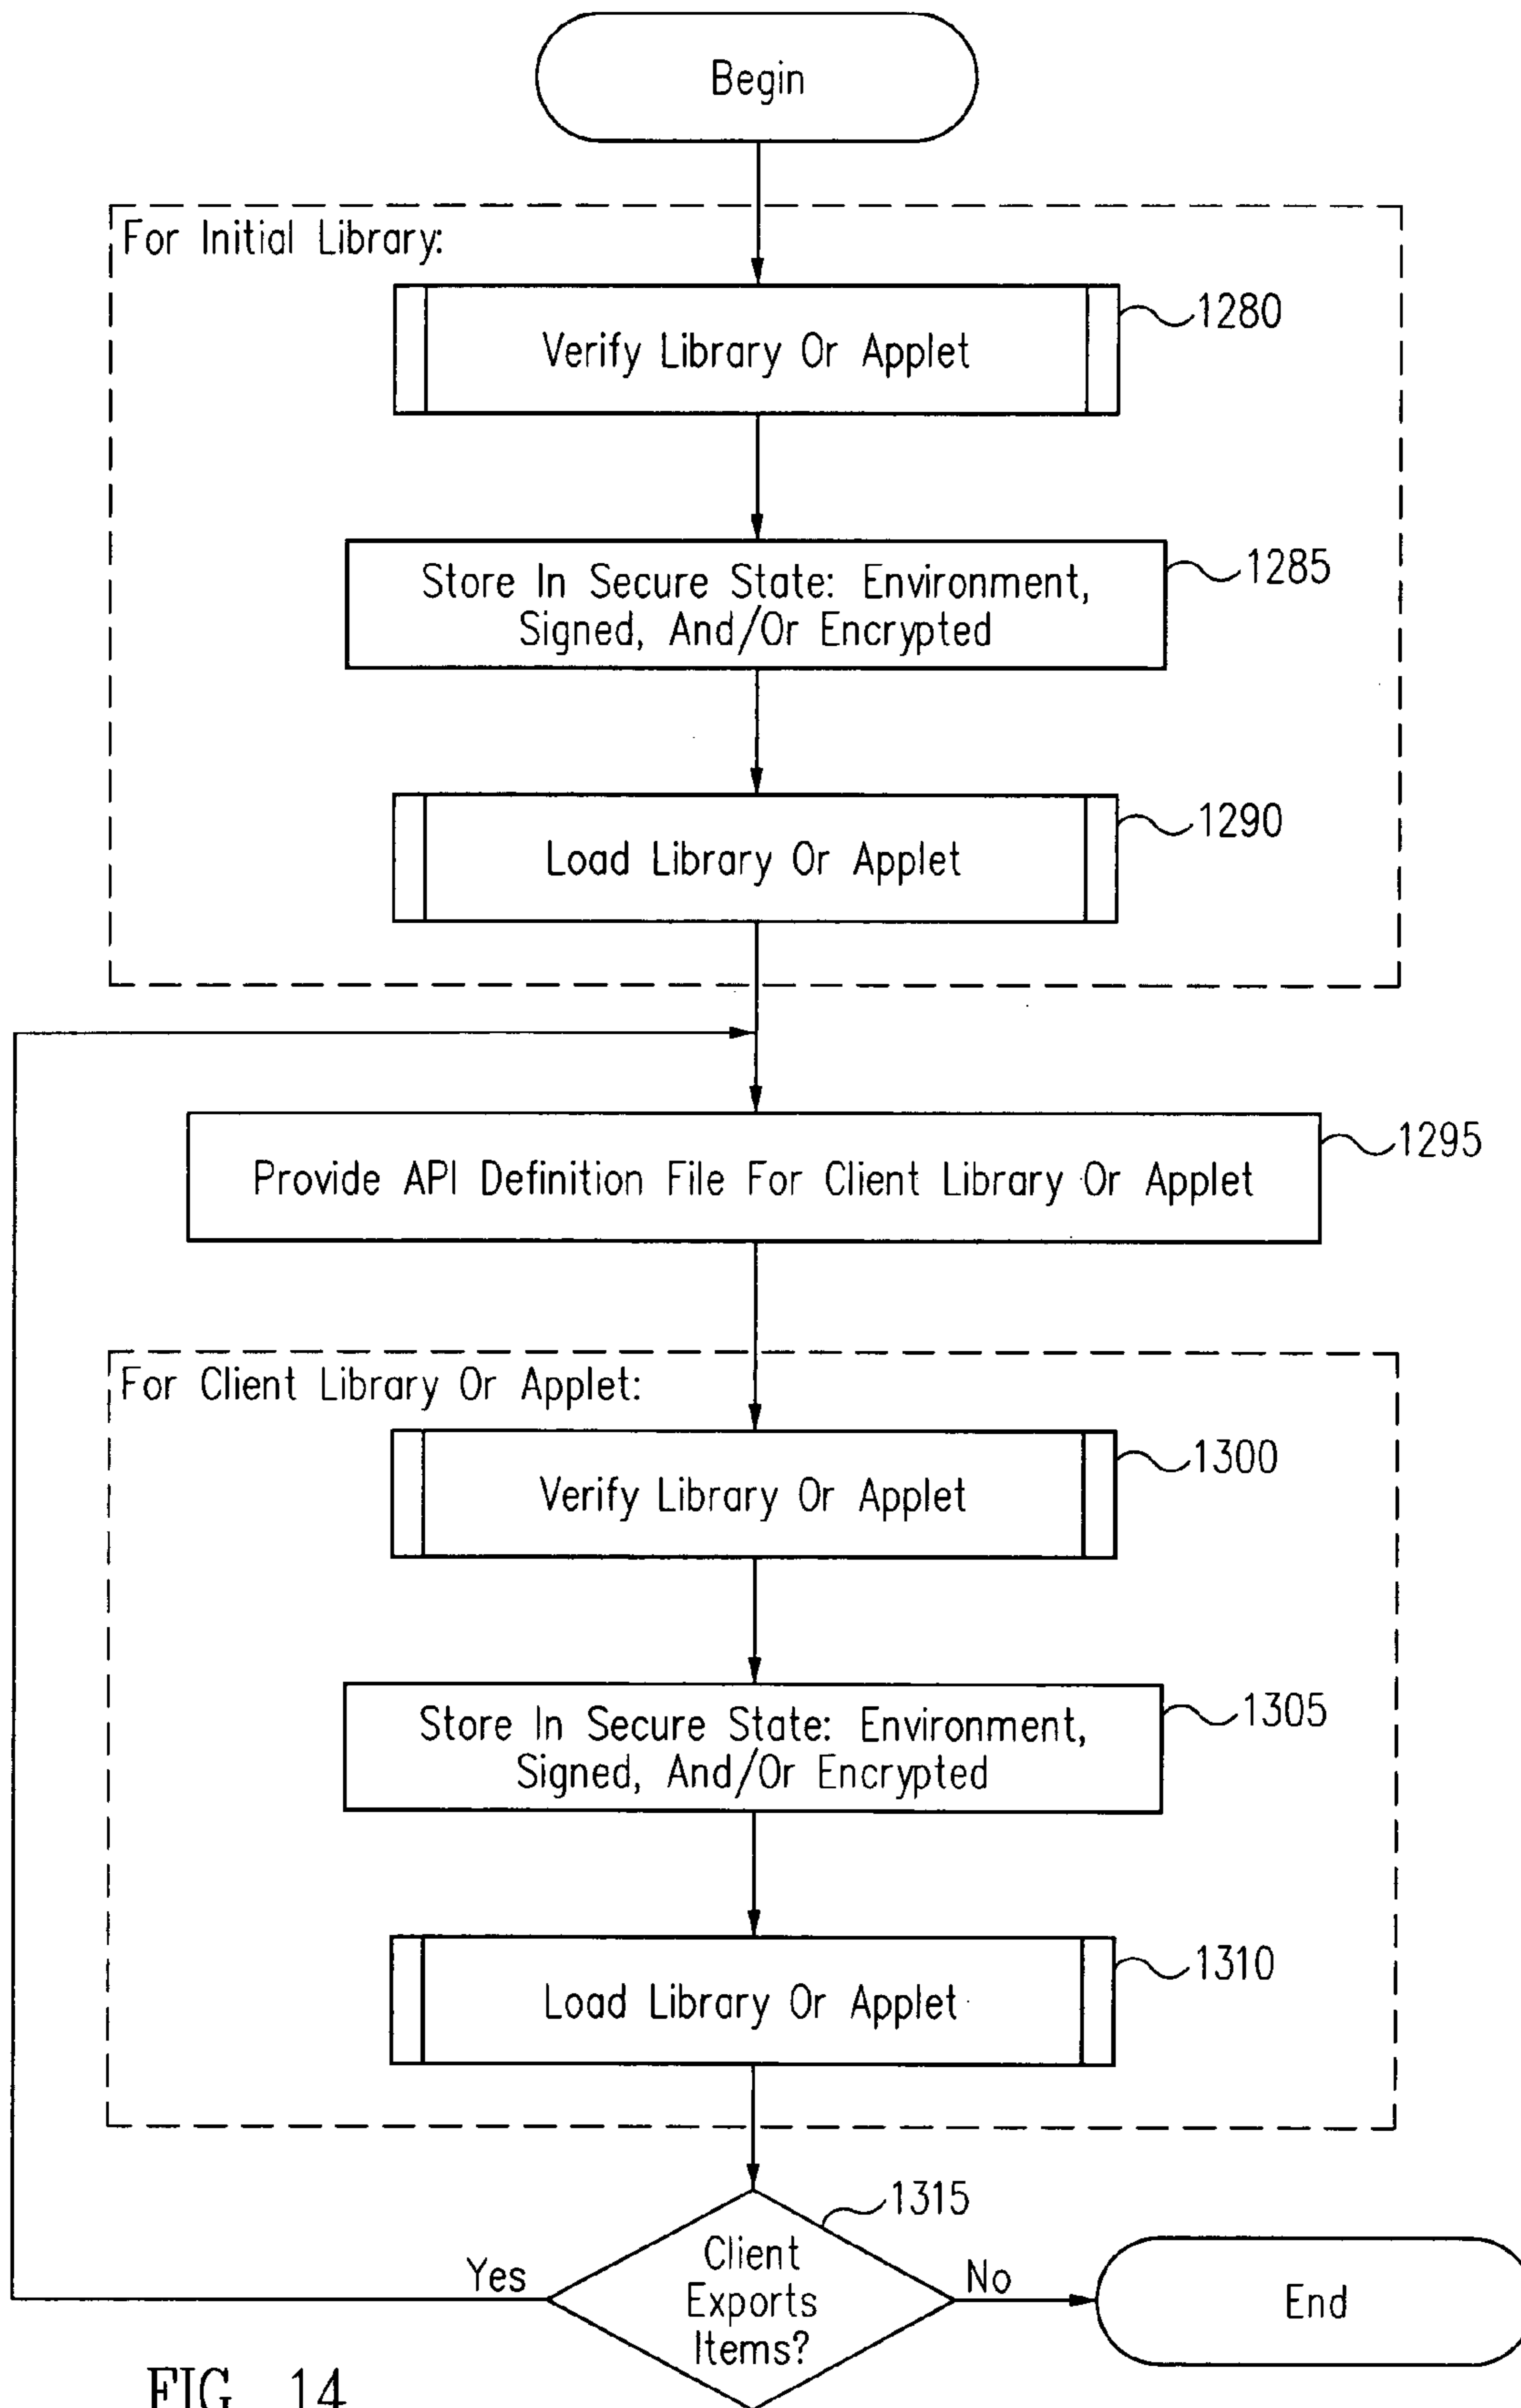 Begin
For Initial Library:
Verify Library Or Applet
1280
Store In Secure State: Environment,
Signed, And/Or Encrypted
1285
Load Library Or Applet
1290
Provide API Definition File For Client Library Or Applet
1295
For Client Library Or Applet:
Verify Library Or Applet
1300
Store In Secure State: Environment,
Signed, And/Or Encrypted
1305
Load Library Or Applet
1310
Client
Exports
Items?
1315
Yes
No
End
FIG. 14